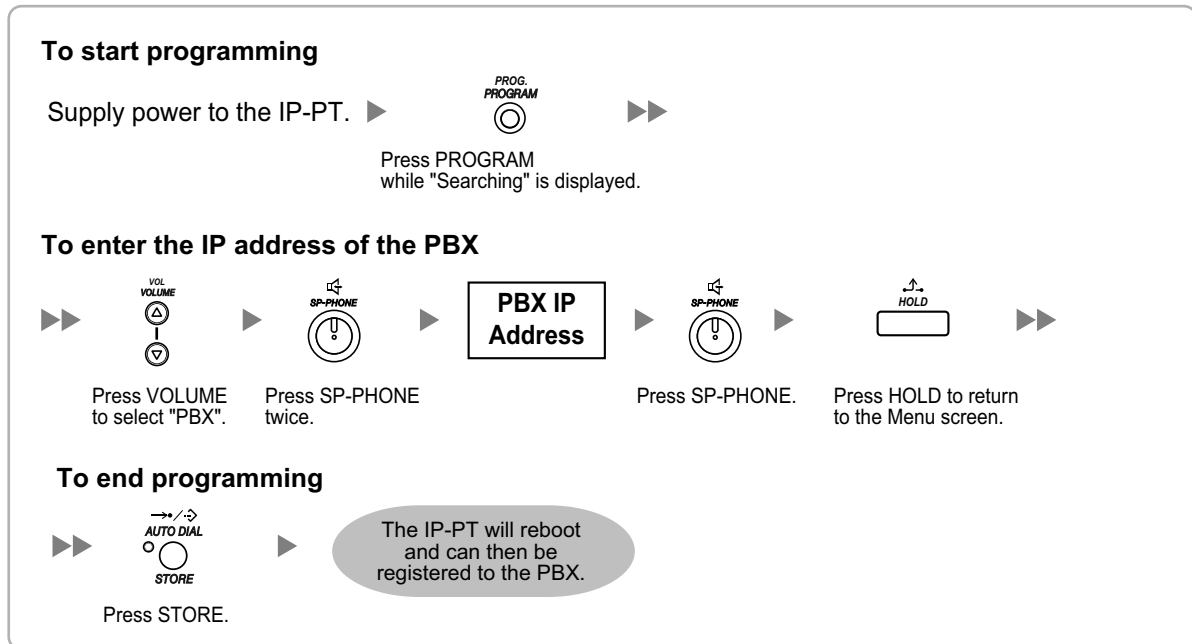 To start programming
Supply power to the IP-PT.
PROG.
PROGRAM
Press PROGRAM
while "Searching" is displayed.
To enter the IP address of the PBX
VOL
VOLUME
Press VOLUME
to select "PBX".
SP-PHONE
Press SP-PHONE
twice.
PBX IP
Address
SP-PHONE
Press SP-PHONE.
HOLD
Press HOLD to return
to the Menu screen.
To end programming
AUTO DIAL
STORE
Press STORE.
The IP-PT will reboot
and can then be
registered to the PBX.